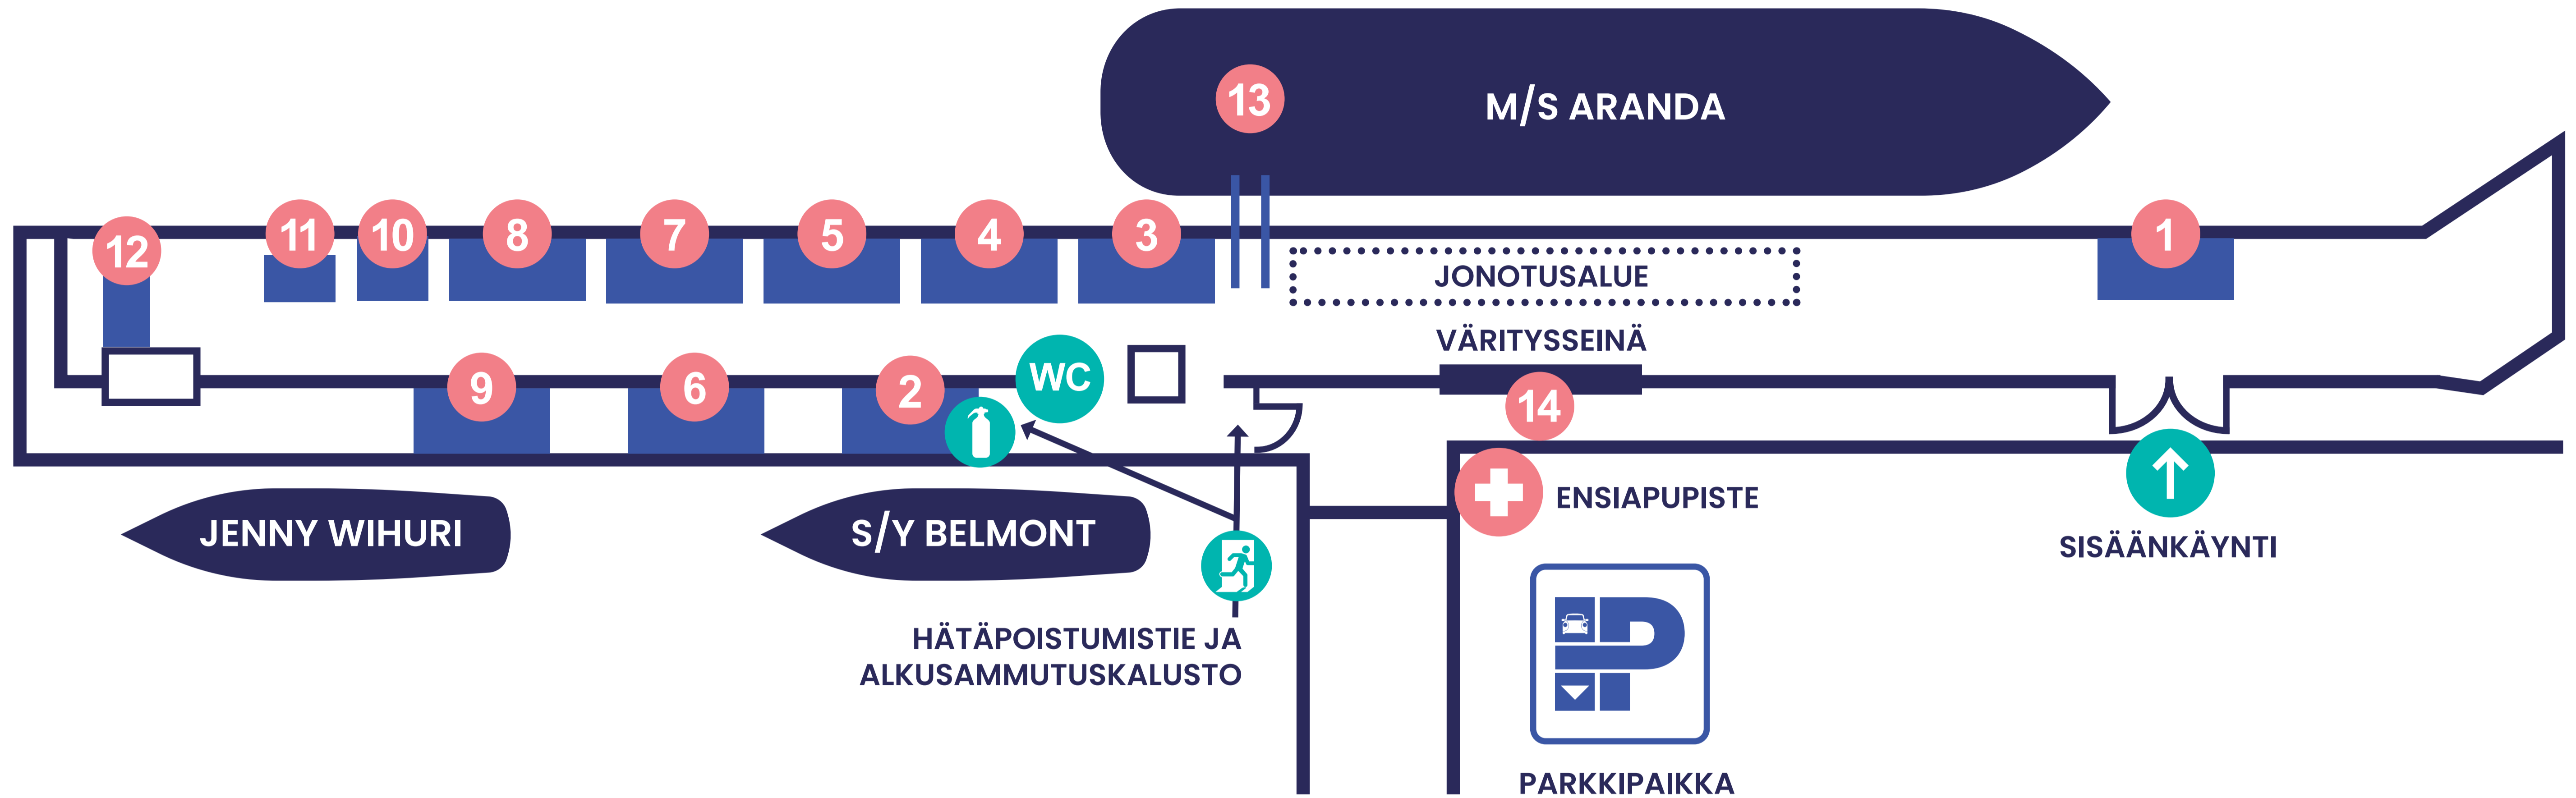 M/S ARANDA
13
12
11
10
8
7
5
4
3
1
JONOTUSALUE
VÄRITYSSEINÄ
9
6
2
WC
14
ENSIAPUPISTE
JENNY WIHURI
S/Y BELMONT
SISÄÄNKÄYNTI
HÄTÄPOISTUMISTIE JA
ALKUSAMMUTUSKALUSTO
P
PARKKIPAIKKA